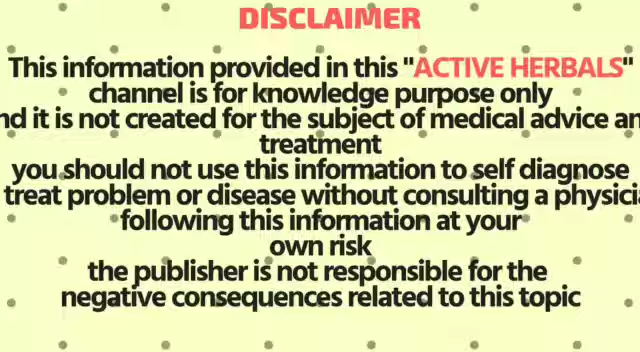 DISCLAIMER
This information provided in this "ACTIVE HERBALS"
channel is for knowledge purpose only
nd it is not created for the subject of medical advice an
treatment
you should not use this information to self diagnose
treat problem or disease without consulting a physicia
following this information at your
own risk
the publisher is not responsible for the
negative consequences related to this topic